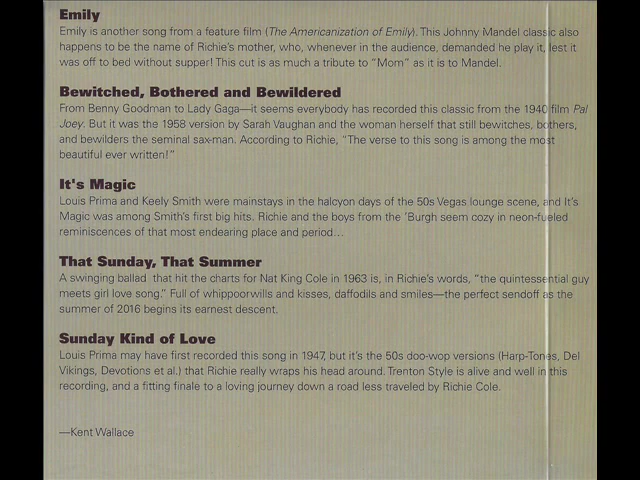 Emily
Emily is another song from a feature film (The Americanization of Emily). This Johnny Mandel classic also
happens to be the name of Richie's mother, who, whenever in the audience, demanded he play it, lest it
was off to bed without supper! This cut is as much a tribute to "Mom" as it is to Mandel.
Bewitched, Bothered and Bewildered
From Benny Goodman to Lady Gaga—it seems everybody has recorded this classic from the 1940 film Pal
Joey. But it was the 1958 version by Sarah Vaughan and the woman herself that still bewitches, bothers,
and bewilders the seminal sax-man. According to Richie, "The verse to this song is among the most
beautiful ever written!"
It's Magic
Louis Prima and Keely Smith were mainstays in the halcyon days of the 50s Vegas lounge scene, and It's
Magic was among Smith's first big hits. Richie and the boys from the 'Burgh seem cozy in neon-fueled
reminiscences of that most endearing place and period...
That Sunday, That Summer
A swinging ballad that hit the charts for Nat King Cole in 1963 is, in Richie's words, "the quintessential guy
meets girl love song." Full of whippoorwills and kisses, daffodils and smiles—the perfect sendoff as the
summer of 2016 begins its earnest descent.
Sunday Kind of Love
Louis Prima may have first recorded this song in 1947, but it's the 50s doo-wop versions (Harp-Tones, Del
Vikings, Devotions et al.) that Richie really wraps his head around. Trenton Style is alive and well in this
recording, and a fitting finale to a loving journey down a road less traveled by Richie Cole.
—Kent Wallace